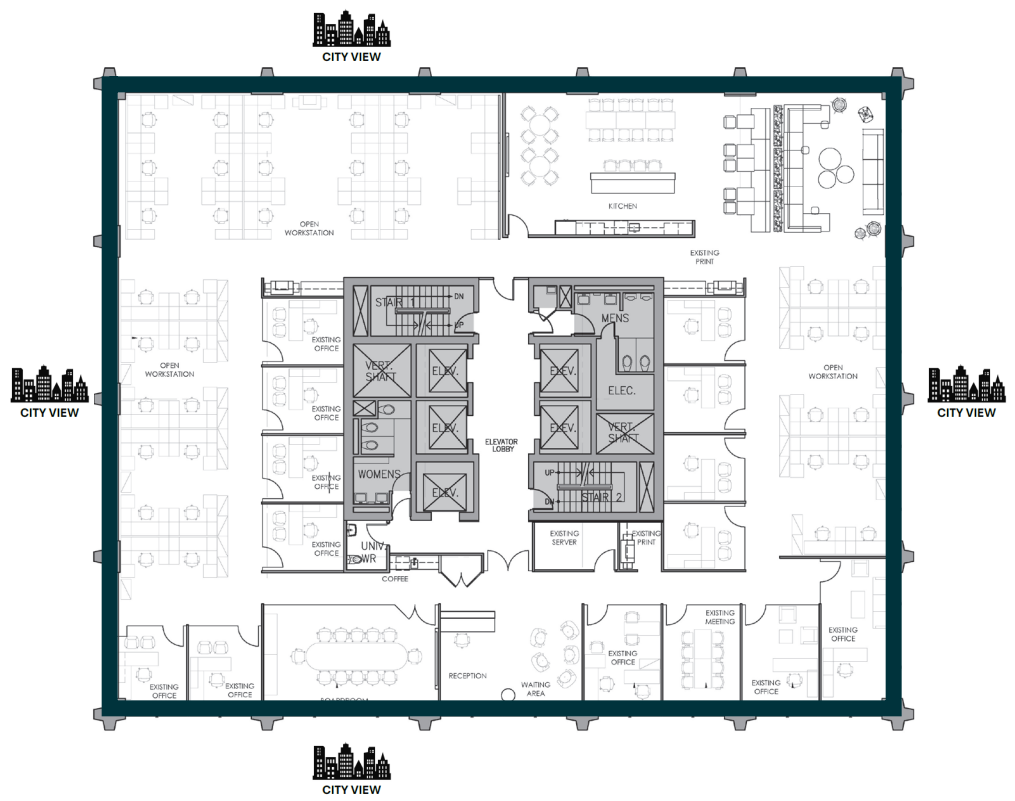 CITY VIEW
KITCHEN
OPEN
WORKSTATION
EXISTING
PRINT
STAIR 1
DN
UP
MENS
EXISTING
OFFICE
OPEN
WORKSTATION
VERT.
SHAFT
ELEV.
ELEV.
ELEC.
OPEN
WORKSTATION
CITY VIEW
CITY VIEW
EXISTING
OFFICE
ELEV.
ELEVATOR
LOBBY
ELEV.
VERT.
SHAFT
WOMENS
EXISTING
OFFICE
ELEV.
UP
DN
STAIR 2
EXISTING
OFFICE
UNIV.
WR
EXISTING
SERVER
EXISTING
PRINT
COFFEE
EXISTING
OFFICE
EXISTING
OFFICE
BOARDROOM
RECEPTION
WAITING
AREA
EXISTING
OFFICE
EXISTING
MEETING
EXISTING
OFFICE
EXISTING
OFFICE
CITY VIEW